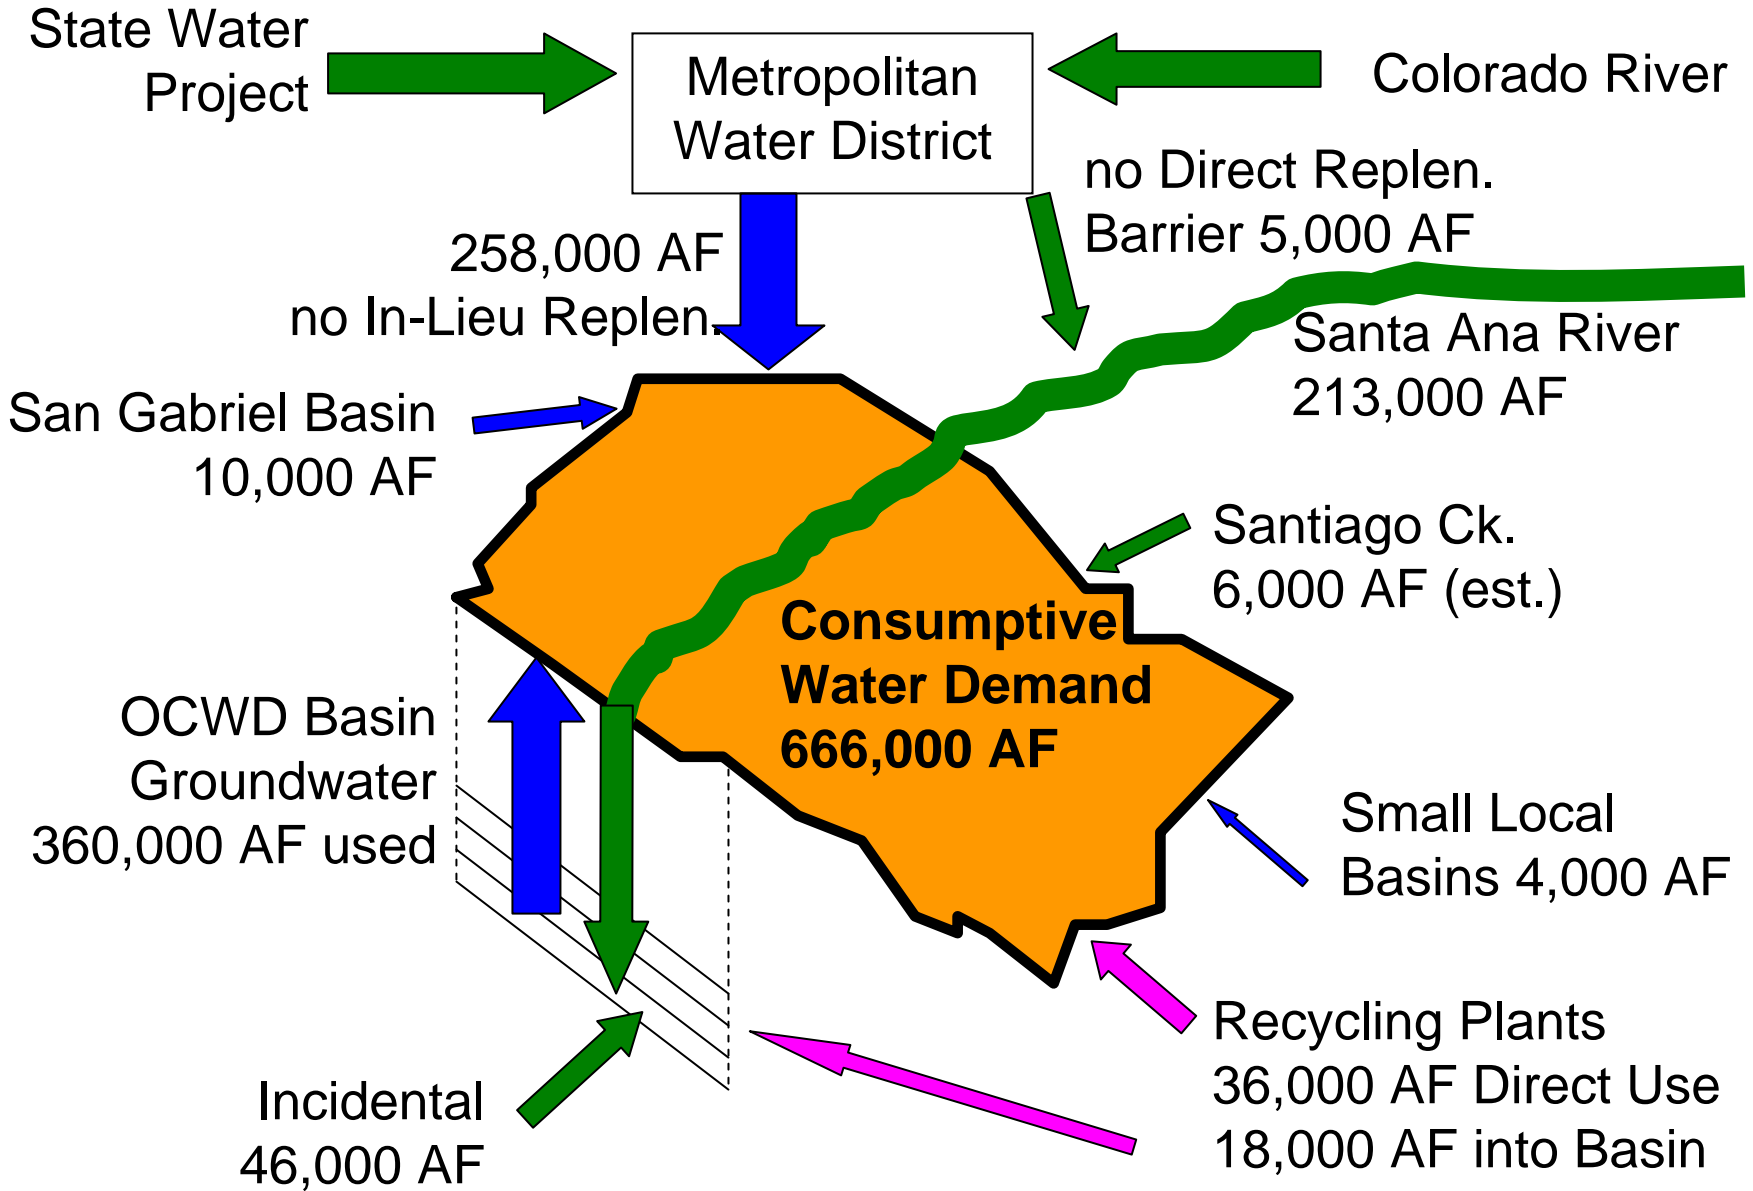 State Water
Project
Metropolitan
Water District
Colorado River
no Direct Replen.
Barrier 5,000 AF
258,000 AF
no In-Lieu Replen.
Santa Ana River
213,000 AF
San Gabriel Basin
10,000 AF
Santiago Ck.
6,000 AF (est.)
Consumptive
Water Demand
666,000 AF
OCWD Basin
Groundwater
360,000 AF used
Small Local
Basins 4,000 AF
Recycling Plants
36,000 AF Direct Use
18,000 AF into Basin
Incidental
46,000 AF